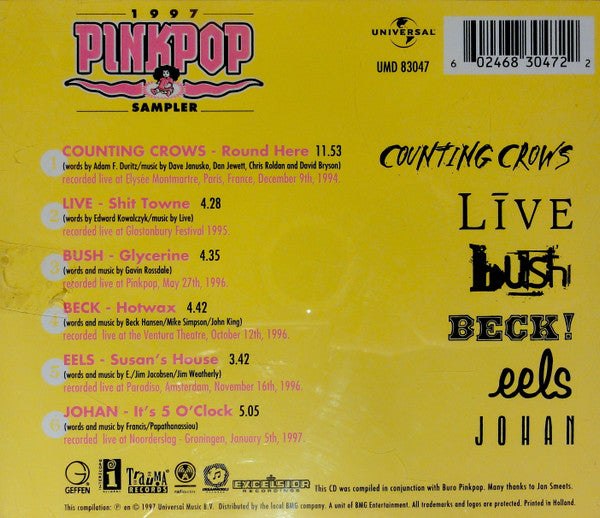 1997
PINKPOP
SAMPLER
UNIVERSAL
UMD 83047
6 02468 30472 2
1 COUNTING CROWS - Round Here 11.53
(words by Adam F. Duritz/music by Dave Janusko, Dan Jewett, Chris Roldan and David Bryson)
recorded live at Elysée Montmartre, Paris, France, December 9th, 1994.
2 LIVE - Shit Towne 4.28
(words by Edward Kowalczyk/music by Live)
recorded live at Glastonbury Festival 1995.
3 BUSH - Glycerine 4.35
(words and music by Gavin Rossdale)
recorded live at Pinkpop, May 27th, 1996.
4 BECK - Hotwax 4.42
(words and music by Beck Hansen/Mike Simpson/John King)
recorded live at the Ventura Theatre, October 12th, 1996.
5 EELS - Susan's House 3.42
(words and music by E./Jim Jacobsen/Jim Weatherly)
recorded live at Paradiso, Amsterdam, November 16th, 1996.
6 JOHAN - It's 5 O'Clock 5.05
(words and music by Francis/Papathanassiou)
recorded live at Noorderslag - Groningen, January 5th, 1997.
COUNTING CROWS
LĪVE
bush
BECK!
eels
JOHAN
GEFFEN
INTERSCOPE RECORDS
TRAUMA
RECORDS
EXCELSIOR
RECORDINGS
This CD was compiled in conjunction with Buro Pinkpop. Many thanks to Jan Smeets.
This compilation: ℗ en © 1997 Universal Music B.V. Distributed by the local BMG company. A unit of BMG Entertainment. All trademarks and logos are protected. Printed in Holland.